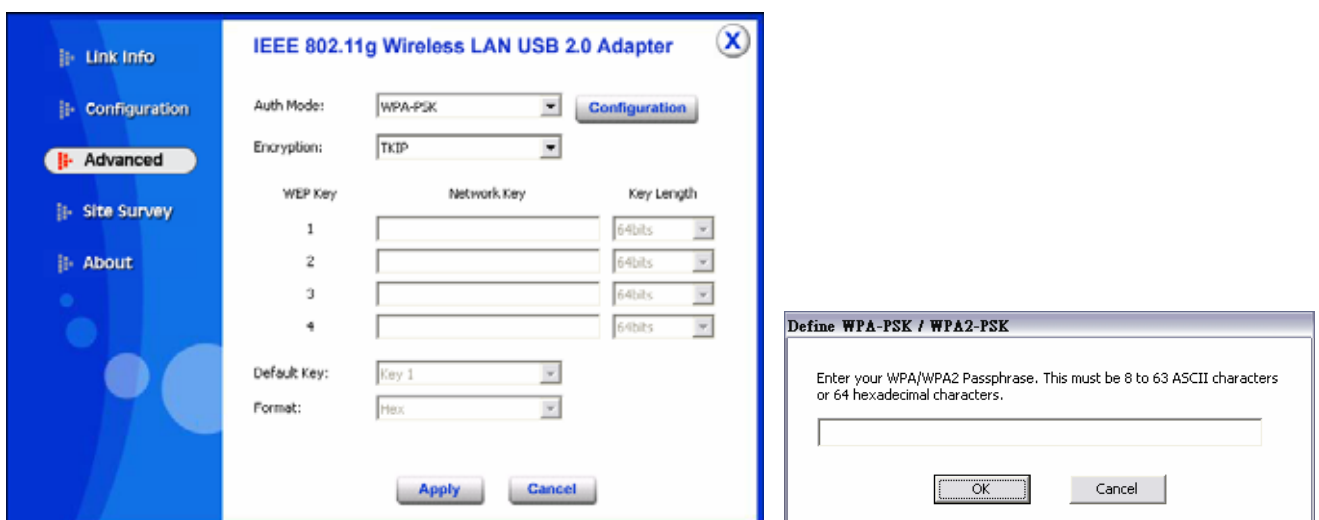 Link Info
Configuration
Advanced
Site Survey
About
IEEE 802.11g Wireless LAN USB 2.0 Adapter
X
Auth Mode: WPA-PSK Configuration
Encryption: TKIP
WEP Key Network Key Key Length
1 64bits
2 64bits
3 64bits
4 64bits
Default Key: Key 1
Format: Hex
Apply Cancel
Define WPA-PSK / WPA2-PSK
Enter your WPA/WPA2 Passphrase. This must be 8 to 63 ASCII characters
or 64 hexadecimal characters.
OK Cancel